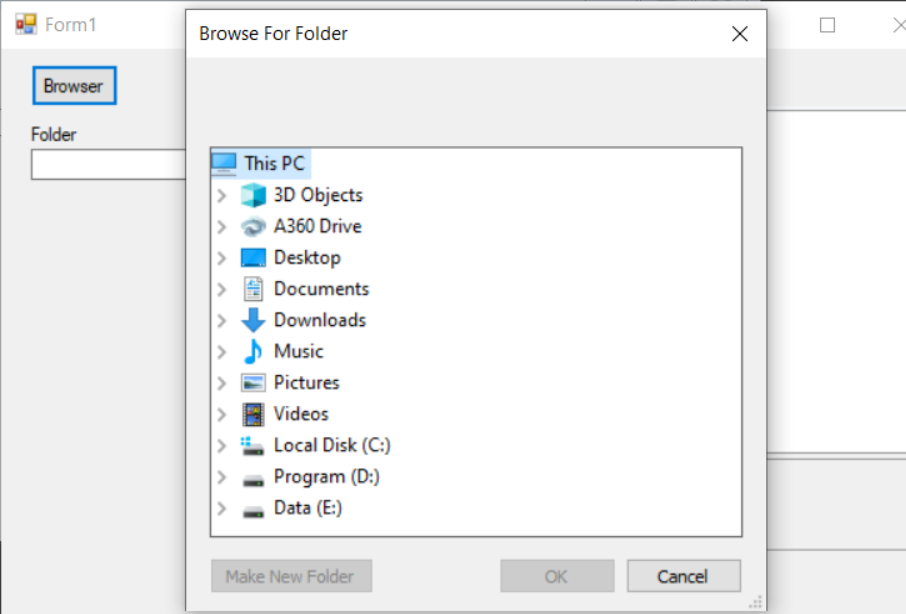 Form1
Browse For Folder
Browser
Folder
This PC
3D Objects
A360 Drive
Desktop
Documents
Downloads
Music
Pictures
Videos
Local Disk (C:)
Program (D:)
Data (E:)
Make New Folder
OK
Cancel